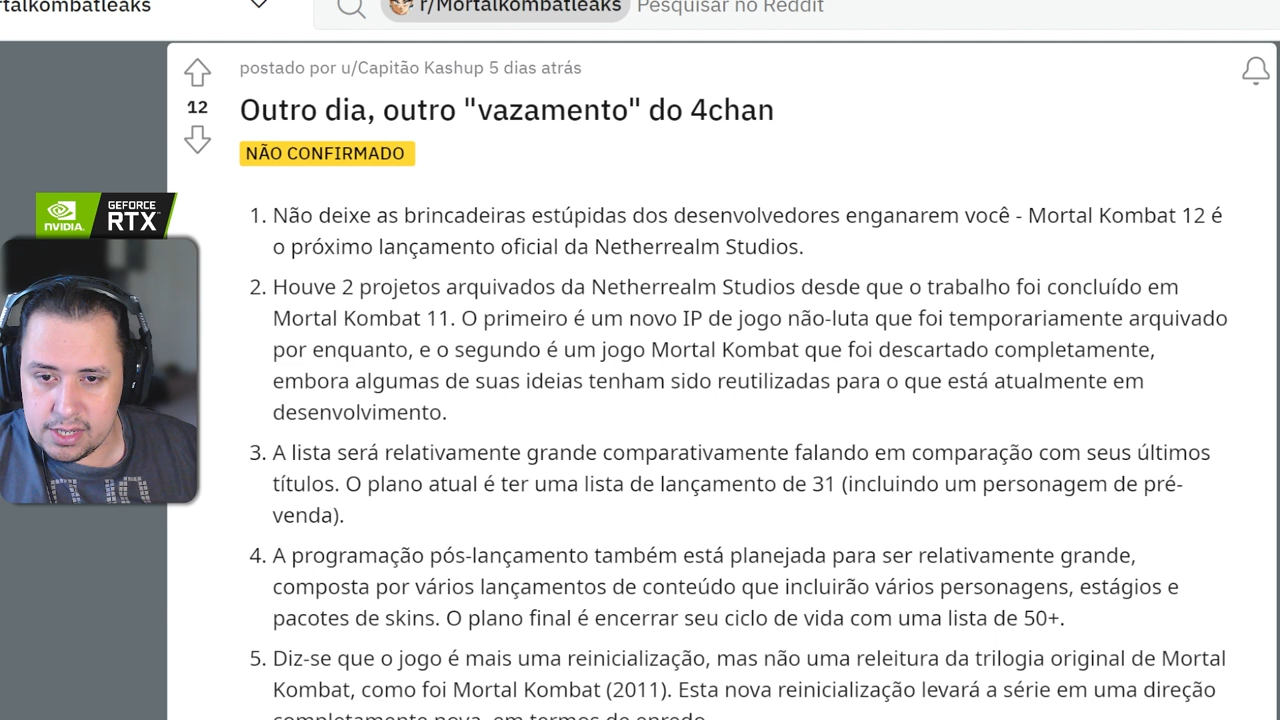 rtalkombatleaks
r/Mortalkombatleaks Pesquisar no Reddit
postado por u/Capitão Kashup 5 dias atrás
12
Outro dia, outro "vazamento" do 4chan
NÃO CONFIRMADO
NVIDIA.
GEFORCE
RTX
1. Não deixe as brincadeiras estúpidas dos desenvolvedores enganarem você - Mortal Kombat 12 é
o próximo lançamento oficial da Netherrealm Studios.
2. Houve 2 projetos arquivados da Netherrealm Studios desde que o trabalho foi concluído em
Mortal Kombat 11. O primeiro é um novo IP de jogo não-luta que foi temporariamente arquivado
por enquanto, e o segundo é um jogo Mortal Kombat que foi descartado completamente,
embora algumas de suas ideias tenham sido reutilizadas para o que está atualmente em
desenvolvimento.
3. A lista será relativamente grande comparativamente falando em comparação com seus últimos
títulos. O plano atual é ter uma lista de lançamento de 31 (incluindo um personagem de pré-
venda).
4. A programação pós-lançamento também está planejada para ser relativamente grande,
composta por vários lançamentos de conteúdo que incluirão vários personagens, estágios e
pacotes de skins. O plano final é encerrar seu ciclo de vida com uma lista de 50+.
5. Diz-se que o jogo é mais uma reinicialização, mas não uma releitura da trilogia original de Mortal
Kombat, como foi Mortal Kombat (2011). Esta nova reinicialização levará a série em uma direção
completamente nova, em termos de enredo.